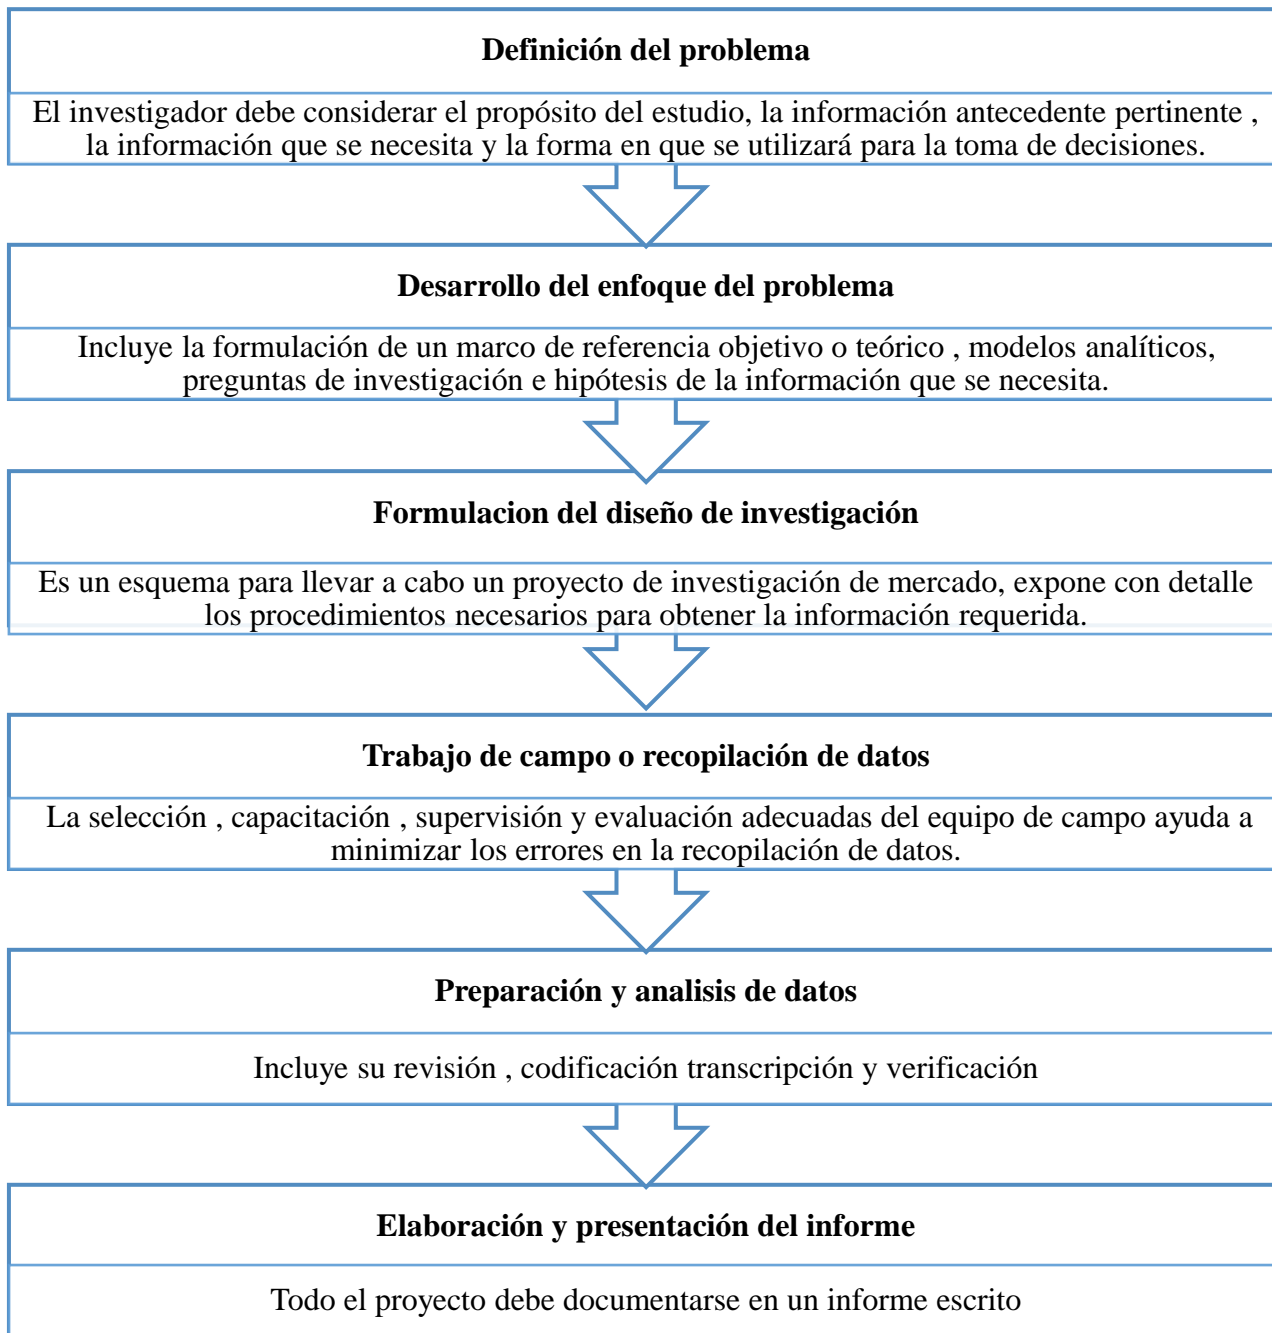 Definición del problema
El investigador debe considerar el propósito del estudio, la información antecedente pertinente ,
la información que se necesita y la forma en que se utilizará para la toma de decisiones.
Desarrollo del enfoque del problema
Incluye la formulación de un marco de referencia objetivo o teórico , modelos analíticos,
preguntas de investigación e hipótesis de la información que se necesita.
Formulacion del diseño de investigación
Es un esquema para llevar a cabo un proyecto de investigación de mercado, expone con detalle
los procedimientos necesarios para obtener la información requerida.
Trabajo de campo o recopilación de datos
La selección , capacitación , supervisión y evaluación adecuadas del equipo de campo ayuda a
minimizar los errores en la recopilación de datos.
Preparación y analisis de datos
Incluye su revisión , codificación transcripción y verificación
Elaboración y presentación del informe
Todo el proyecto debe documentarse en un informe escrito